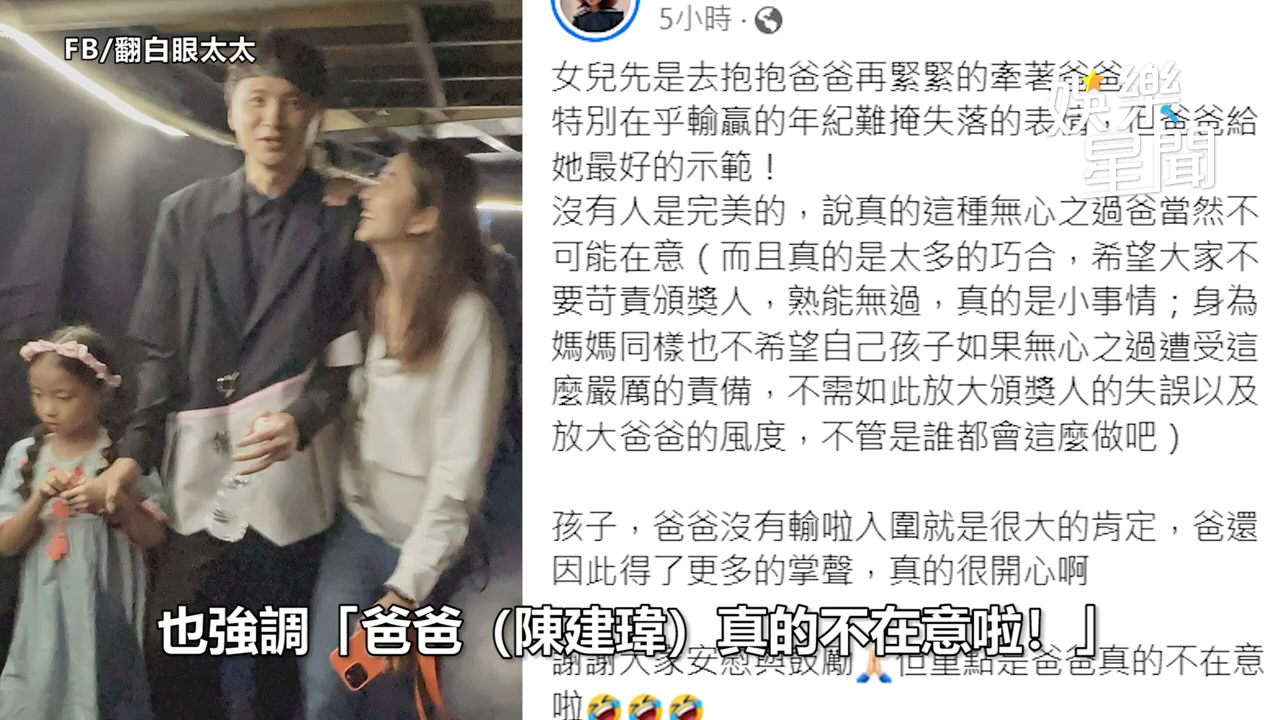 FB/翻白眼太太
5小時·
娛樂
星聞
女兒先是去抱抱爸爸再緊緊的牽著爸爸
特別在乎輸贏的年紀難掩失落的表情，但爸爸給
她最好的示範！
沒有人是完美的，說真的這種無心之過爸當然不
可能在意（而且真的是太多的巧合，希望大家不
要苛責頒獎人，熟能無過，真的是小事情；身為
媽媽同樣也不希望自己孩子如果無心之過遭受這
麼嚴厲的責備，不需如此放大頒獎人的失誤以及
放大爸爸的風度，不管是誰都會這麼做吧）
孩子，爸爸沒有輸啦入圍就是很大的肯定，爸還
因此得了更多的掌聲，真的很開心啊
也強調「爸爸（陳建瑋）真的不在意啦！」
謝謝大家安慰與鼓勵🙏但重點是爸爸真的不在意
啦🤣🤣🤣